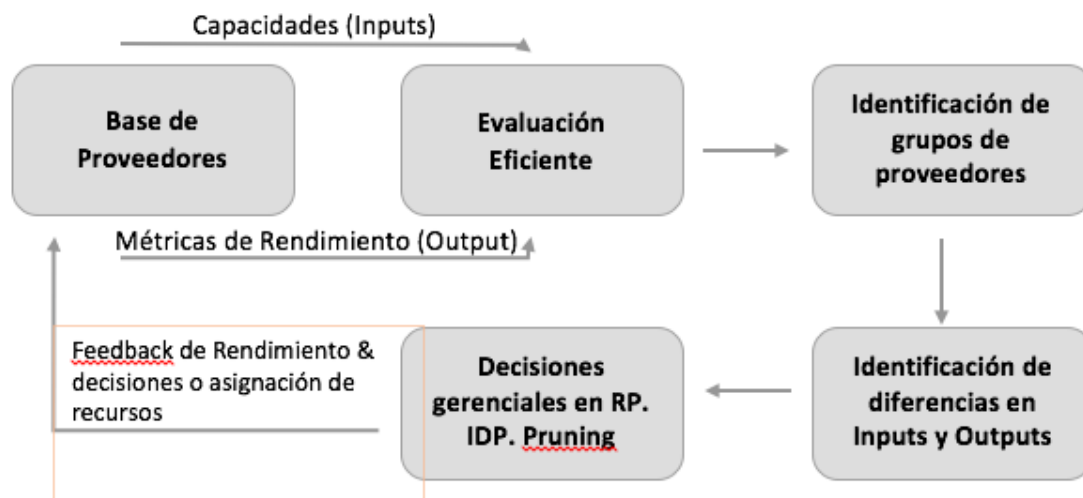 Capacidades (Inputs)
Base de
Proveedores
Evaluación
Eficiente
Identificación de
grupos de
proveedores
Métricas de Rendimiento (Output)
Feedback de Rendimiento &
decisiones o asignación de
recursos
Decisiones
gerenciales en RP.
IDP. Pruning
Identificación de
diferencias en
Inputs y Outputs